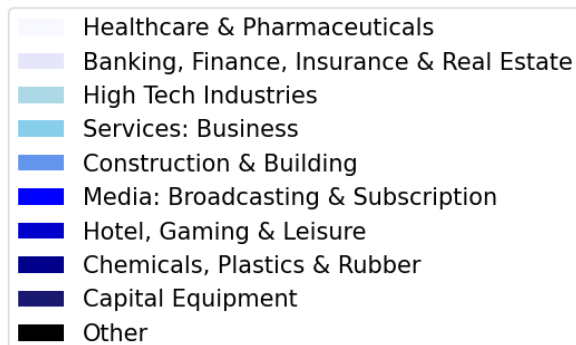 Healthcare & Pharmaceuticals
Banking, Finance, Insurance & Real Estate
High Tech Industries
Services: Business
Construction & Building
Media: Broadcasting & Subscription
Hotel, Gaming & Leisure
Chemicals, Plastics & Rubber
Capital Equipment
Other